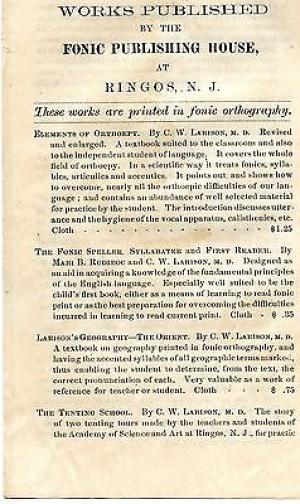 WORKS PUBLISHED
BY THE
FONIC PUBLISHING HOUSE,
AT
RINGOS, N. J.
These works are printed in fonic orthography.
ELEMENTS OF ORTHOEPY. By C. W. LARISON, M. D. Revised
and enlarged. A textbook suited to the classroom and also
to the independent student of language. It covers the whole
field of orthoepy. In a scientific way it treats fonics, sylla-
bles, articules and accentics. It points out, and shows how
to overcome, nearly all the orthoepic difficulties of our lan-
guage; and contains an abundance of well selected material
for practice by the student. The introduction discusses utter-
ance and the hygiene of the vocal apparatus, calisthenics, etc.
Cloth - - - - - - - - $1.25
THE FONIC SPELLER, SYLLABATER and FIRST READER. By
MARI B. and C. W. LARISON, M. D. Designed as
an aid in acquiring a knowledge of the fundamental principles
of the English language. Especially well suited to be the
child's first book, either as a means of learning to read fonic
print or as the best preparation for overcoming the difficulties
incurred in learning to read current print. Cloth - $ .35
LARISON'S GEOGRAPHY—THE ORIENT. By C. W. LARISON, M. D.
A textbook on geography printed in fonic orthography, and
having the accented syllables of all geographic terms marked,
thus enabling the student to determine, from the text, the
correct pronunciation of each. Very valuable as a work of
reference for teacher or student. Cloth - - $ .75
THE TENTING SCHOOL. By C. W. LARISON, M. D. The story
of two tenting tours made by the teachers and students of
the Academy of Science and Art at Ringos, N. J., for practic